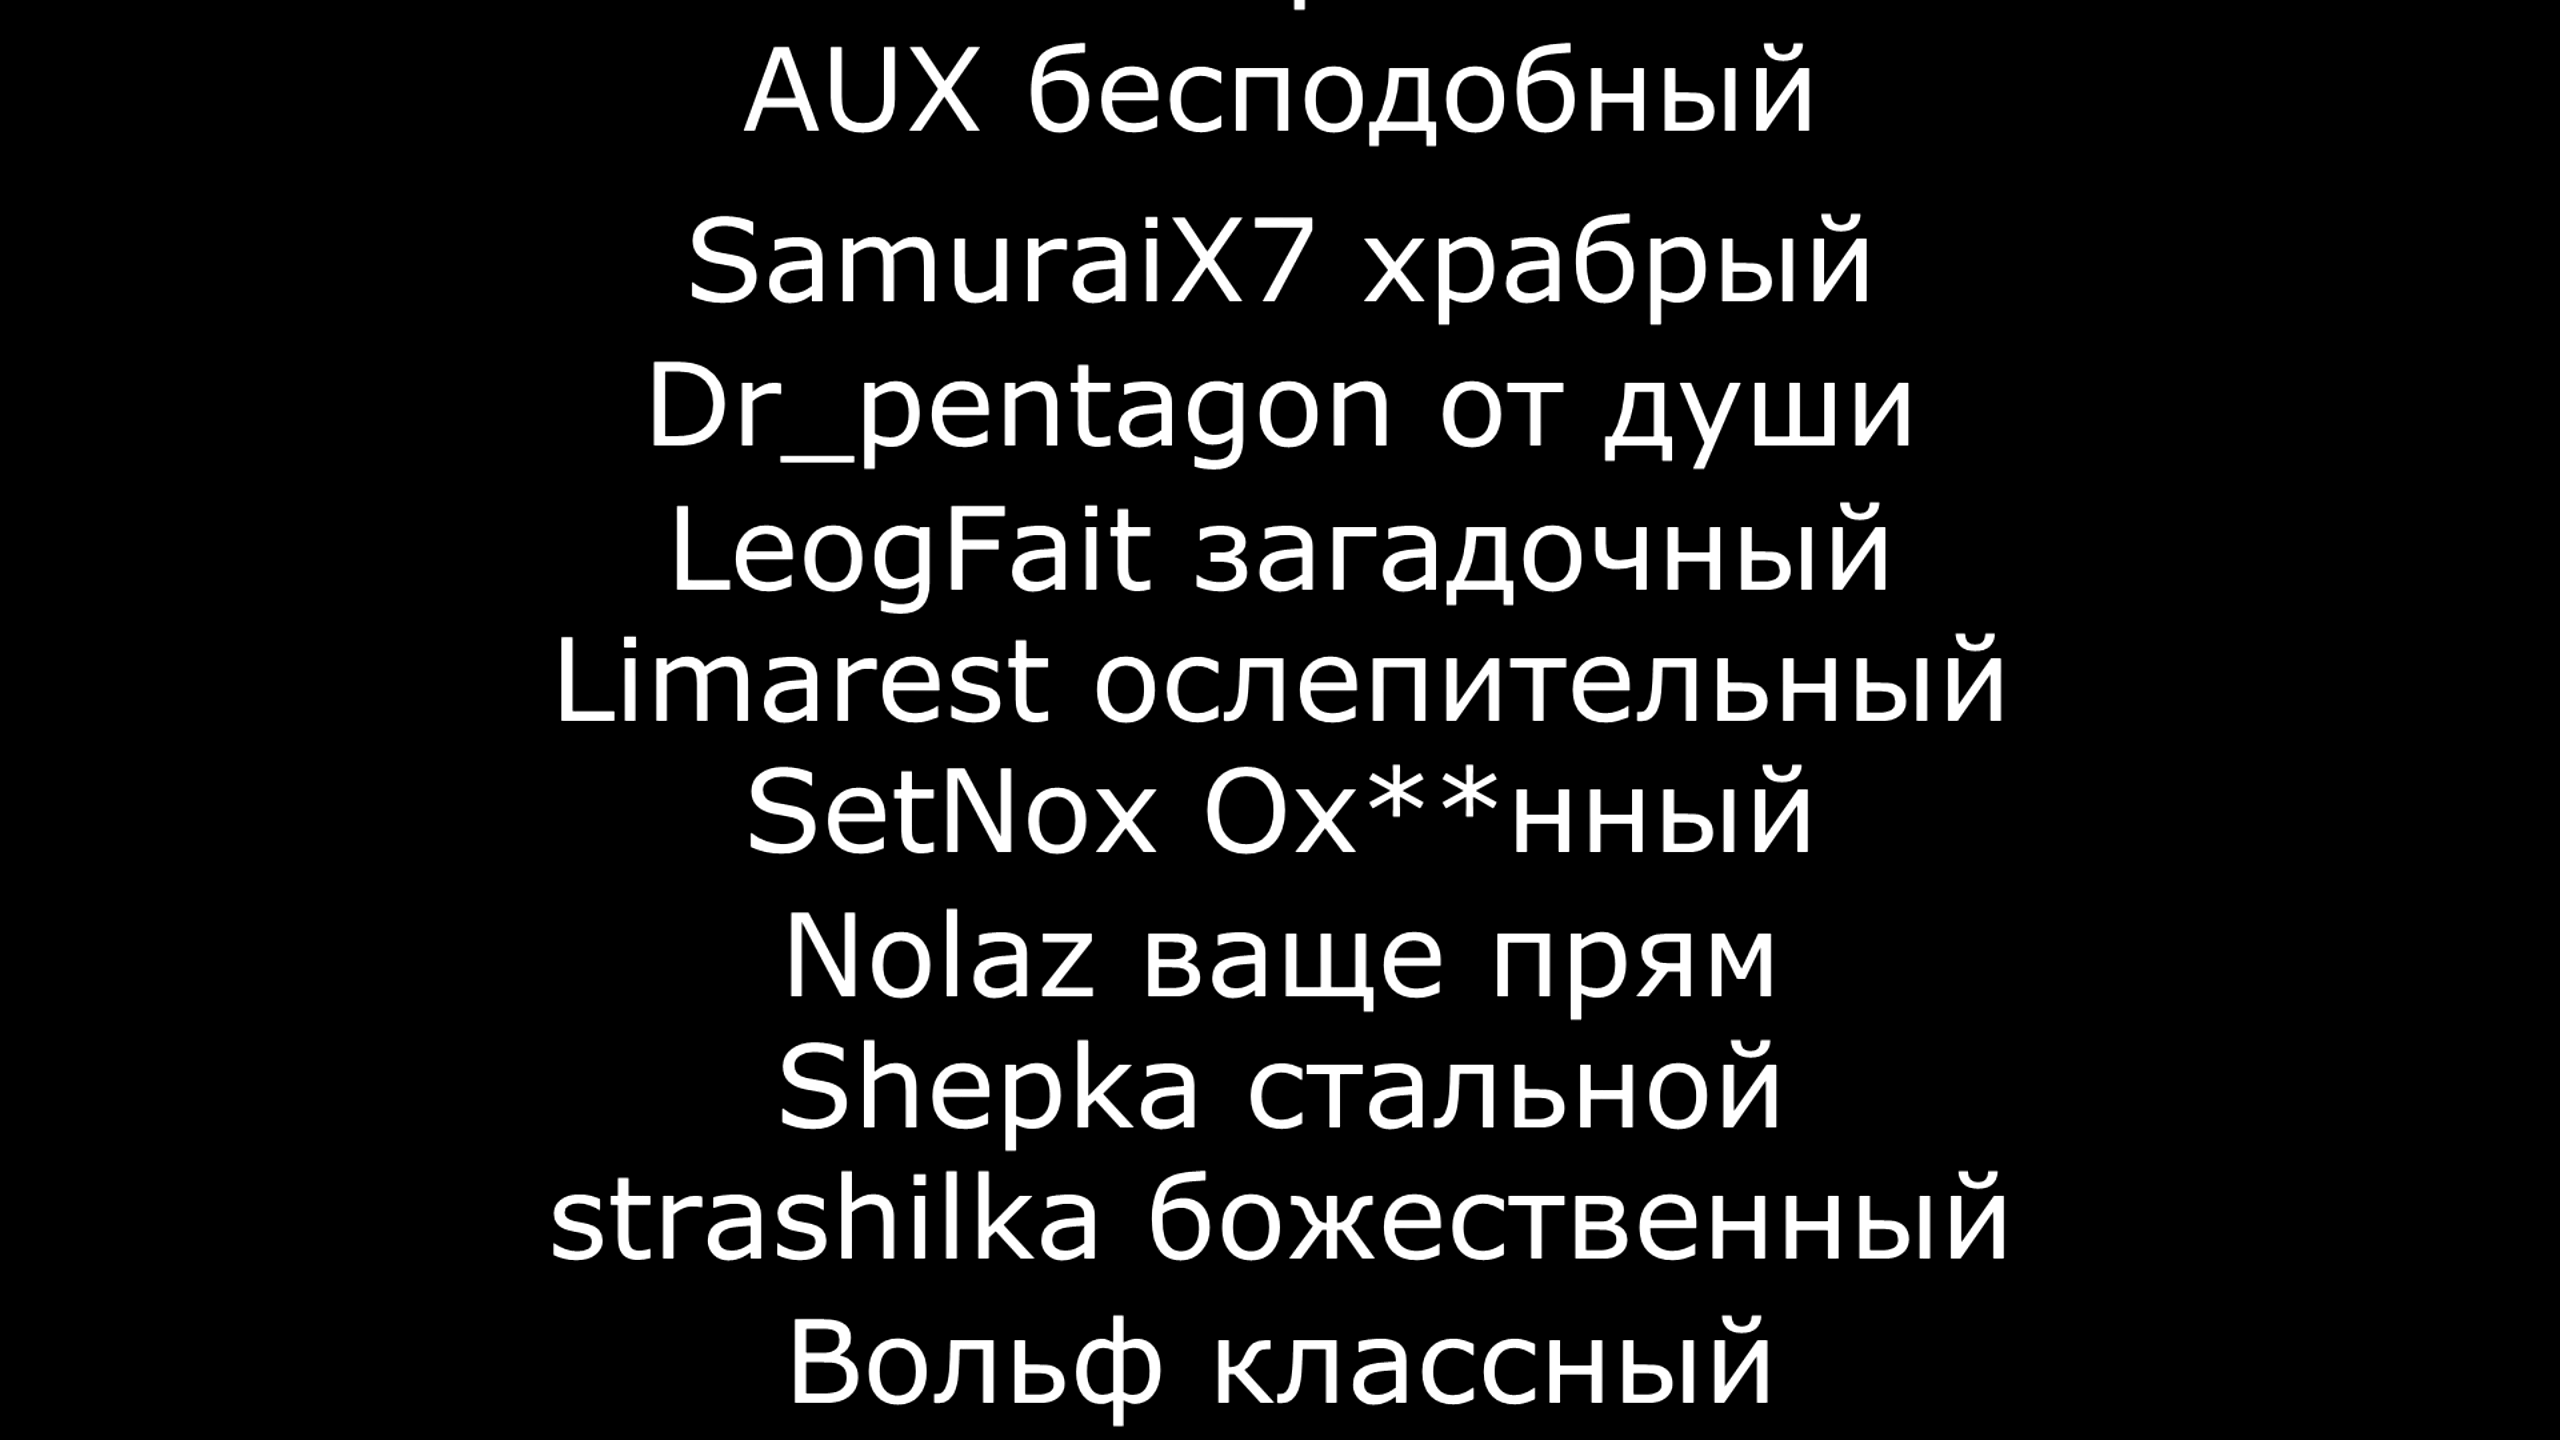 AUX бесподобный
SamuraiX7 храбрый
Dr_pentagon от души
LeogFait загадочный
Limarest ослепительный
SetNox Ох**нный
Nolaz ваще прям
Shepka стальной
strashilka божественный
Вольф классный